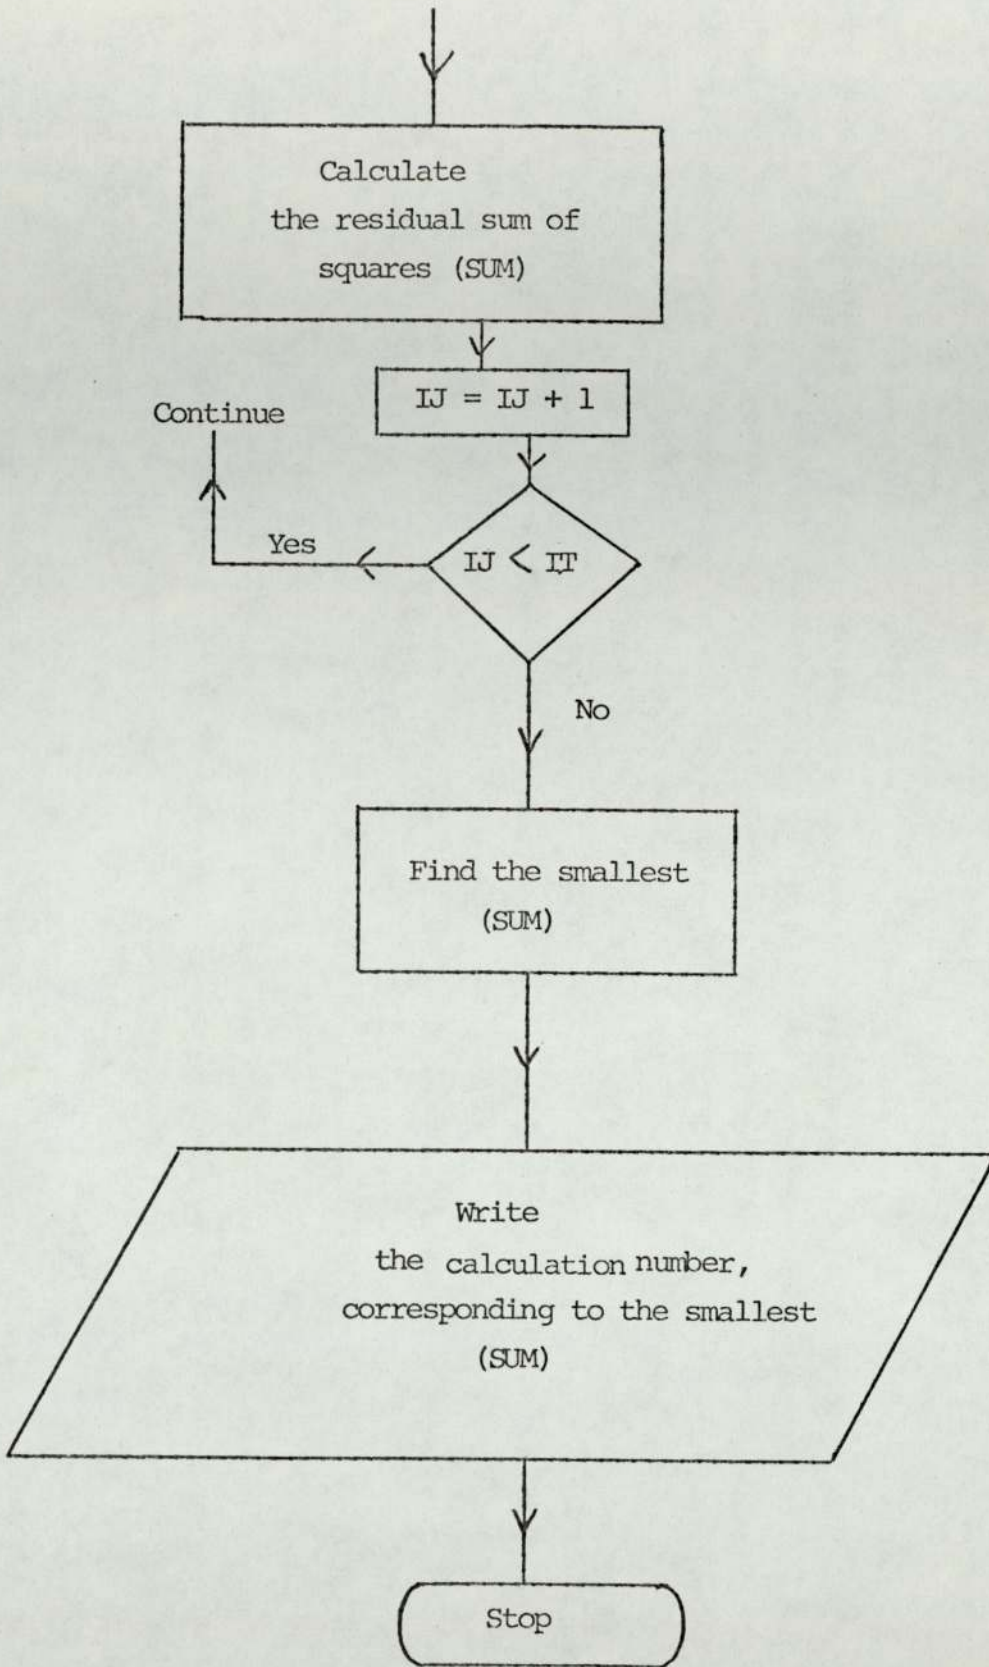 Calculate
the residual sum of
squares (SUM)
IJ = IJ + 1
Continue
Yes
IJ < IT
No
Find the smallest
(SUM)
Write
the calculation number,
corresponding to the smallest
(SUM)
Stop